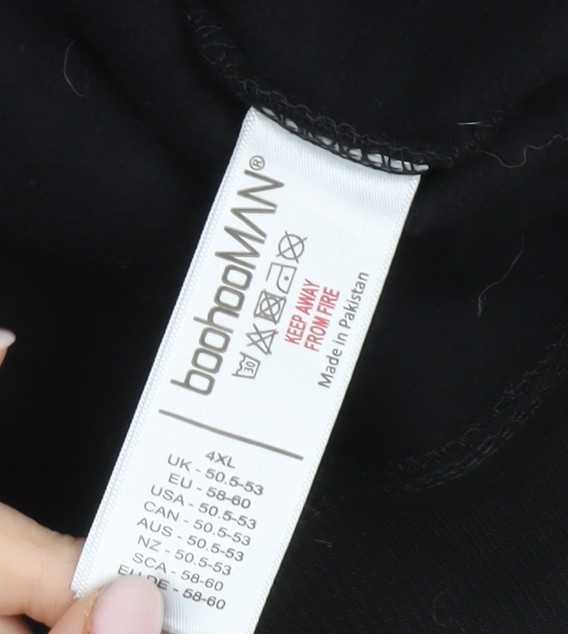 boohooMAN®
30
KEEP AWAY
FROM FIRE
Made in Pakistan
4XL
UK - 50.5-53
EU - 58-60
USA - 50.5-53
CAN - 50.5-53
AUS - 50.5-53
NZ - 50.5-53
SCA - 58-60
DE - 58-60